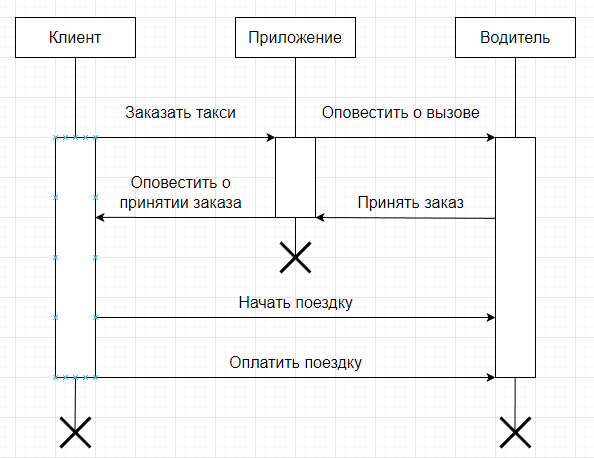 Клиент
Приложение
Водитель
Заказать такси
Оповестить о вызове
Оповестить о
принятии заказа
Принять заказ
Начать поездку
Оплатить поездку